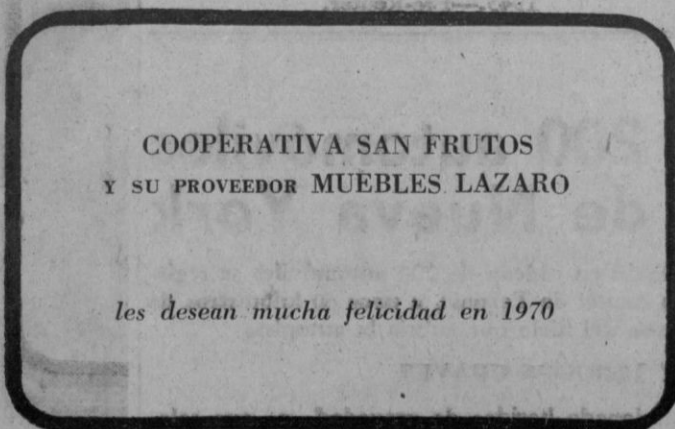 COOPERATIVA SAN FRUTOS
Y SU PROVEEDOR MUEBLES LAZARO
les desean mucha felicidad en 1970